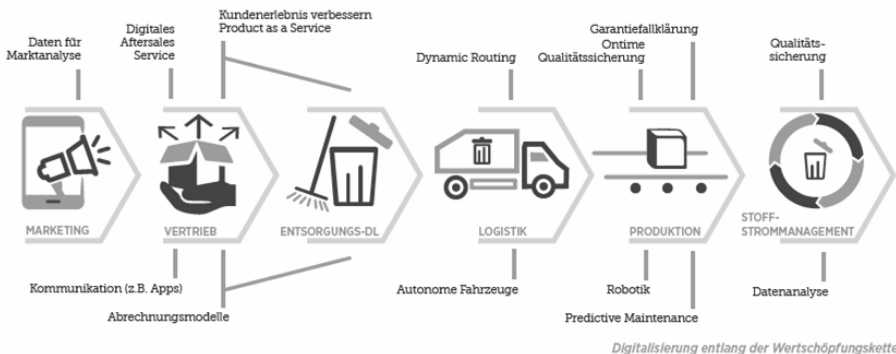 Daten für
Marktanalyse
Digitales
Aftersales
Service
Kundenerlebnis verbessern
Product as a Service
Dynamic Routing
Garantiefallklärung
Ontime
Qualitätssicherung
Qualitäts-
sicherung
MARKETING
VERTRIEB
ENTSORGUNGS-DL
LOGISTIK
PRODUKTION
STOFF-
STROMMANAGEMENT
Kommunikation (z.B. Apps)
Abrechnungsmodelle
Autonome Fahrzeuge
Robotik
Predictive Maintenance
Datenanalyse
Digitalisierung entlang der Wertschöpfungskette